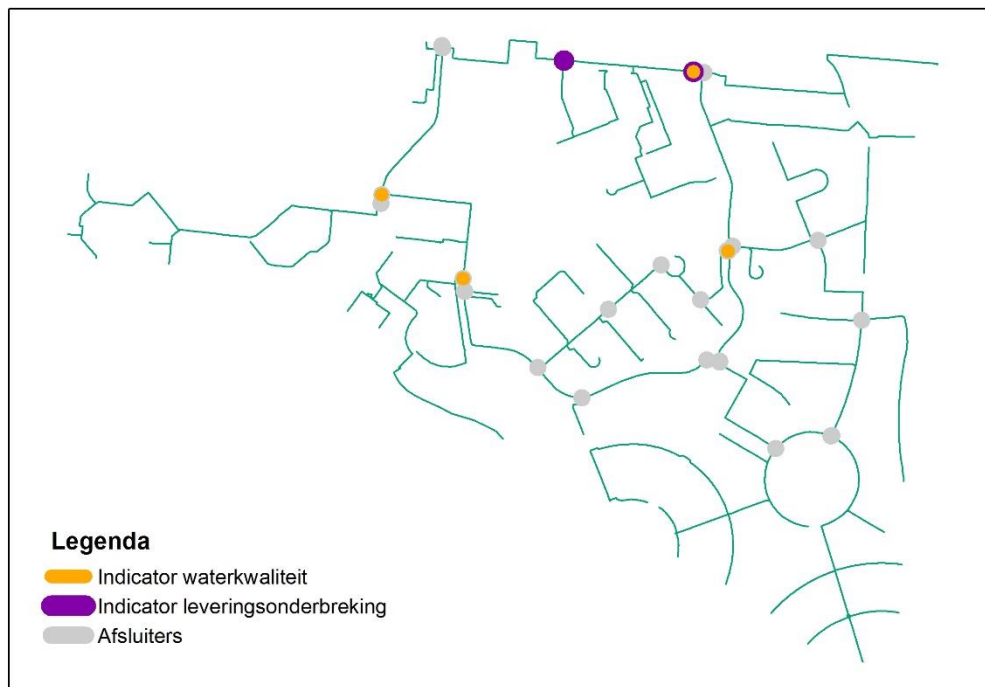 Legenda
Indicator waterkwaliteit
Indicator leveringsonderbreking
Afsluiters